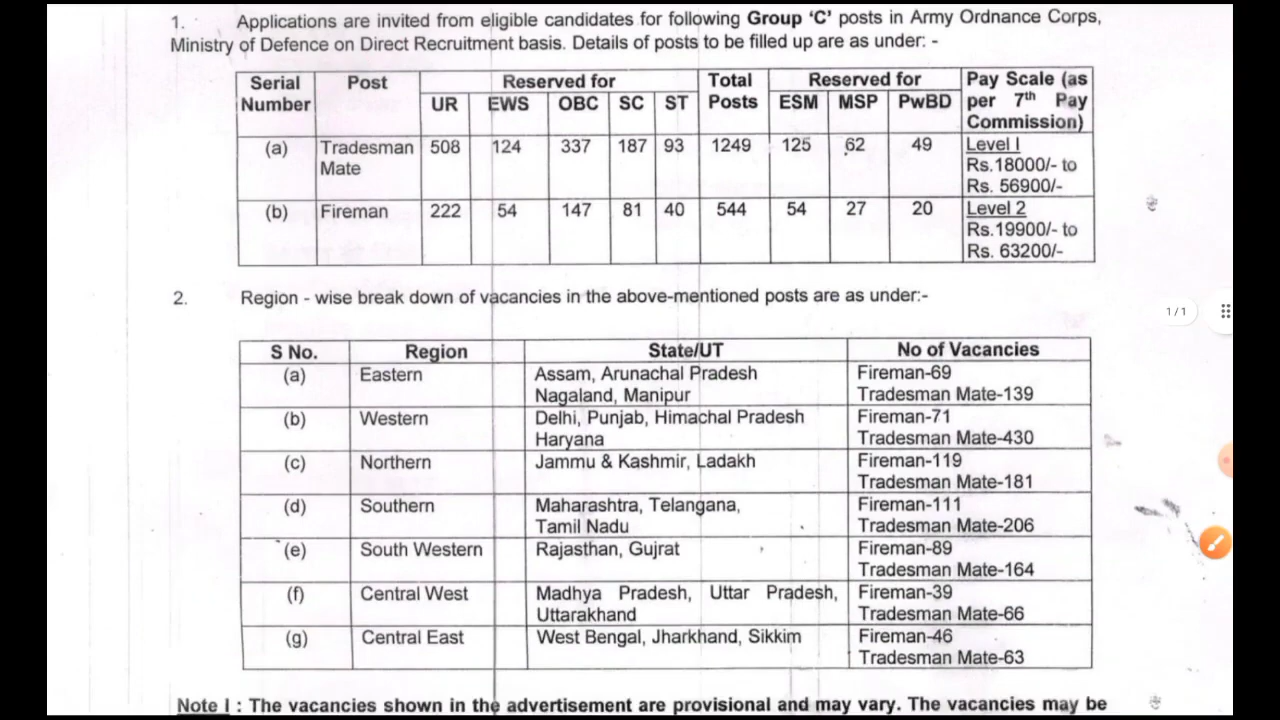 1. Applications are invited from eligible candidates for following Group 'C' posts in Army Ordnance Corps,
Ministry of Defence on Direct Recruitment basis. Details of posts to be filled up are as under: -
Serial Number Post Reserved for Total Posts Reserved for Pay Scale (as per 7th Pay Commission)
UR EWS OBC SC ST ESM MSP PwBD
(a) Tradesman Mate 508 124 337 187 93 1249 125 62 49 Level I Rs.18000/- to Rs. 56900/-
(b) Fireman 222 54 147 81 40 544 54 27 20 Level 2 Rs.19900/- to Rs. 63200/-
2. Region - wise break down of vacancies in the above-mentioned posts are as under:-
S No. Region State/UT No of Vacancies
(a) Eastern Assam, Arunachal Pradesh Fireman-69
Nagaland, Manipur Tradesman Mate-139
(b) Western Delhi, Punjab, Himachal Pradesh Fireman-71
Haryana Tradesman Mate-430
(c) Northern Jammu & Kashmir, Ladakh Fireman-119
Tradesman Mate-181
(d) Southern Maharashtra, Telangana, Fireman-111
Tamil Nadu Tradesman Mate-206
(e) South Western Rajasthan, Gujrat Fireman-89
Tradesman Mate-164
(f) Central West Madhya Pradesh, Uttar Pradesh, Fireman-39
Uttarakhand Tradesman Mate-66
(g) Central East West Bengal, Jharkhand, Sikkim Fireman-46
Tradesman Mate-63
Note I : The vacancies shown in the advertisement are provisional and may vary. The vacancies may be
1/1